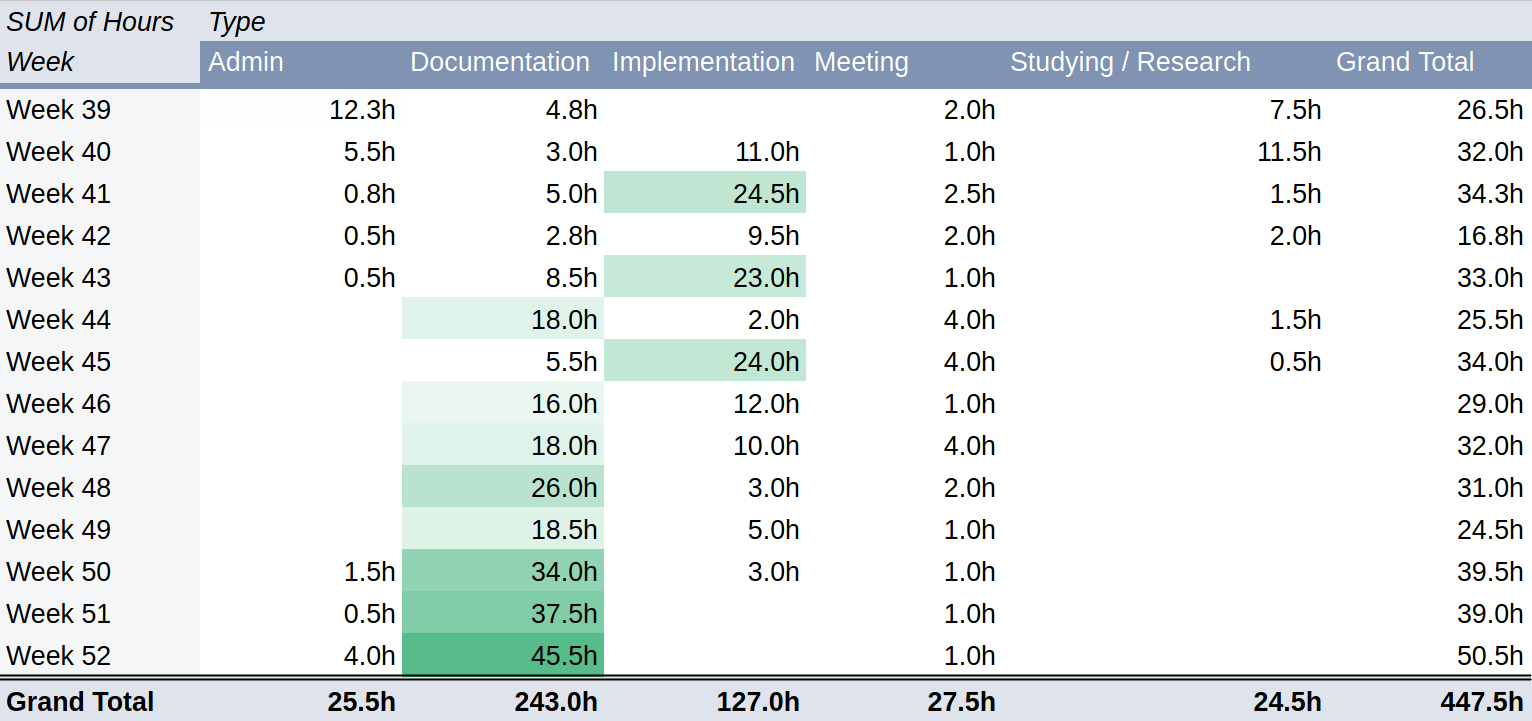 SUM of Hours Type
Week Admin Documentation Implementation Meeting Studying / Research Grand Total
Week 39 12.3h 4.8h 2.0h 7.5h 26.5h
Week 40 5.5h 3.0h 11.0h 1.0h 11.5h 32.0h
Week 41 0.8h 5.0h 24.5h 2.5h 1.5h 34.3h
Week 42 0.5h 2.8h 9.5h 2.0h 2.0h 16.8h
Week 43 0.5h 8.5h 23.0h 1.0h 33.0h
Week 44 18.0h 2.0h 4.0h 1.5h 25.5h
Week 45 5.5h 24.0h 4.0h 0.5h 34.0h
Week 46 16.0h 12.0h 1.0h 29.0h
Week 47 18.0h 10.0h 4.0h 32.0h
Week 48 26.0h 3.0h 2.0h 31.0h
Week 49 18.5h 5.0h 1.0h 24.5h
Week 50 1.5h 34.0h 3.0h 1.0h 39.5h
Week 51 0.5h 37.5h 1.0h 39.0h
Week 52 4.0h 45.5h 1.0h 50.5h
Grand Total 25.5h 243.0h 127.0h 27.5h 24.5h 447.5h